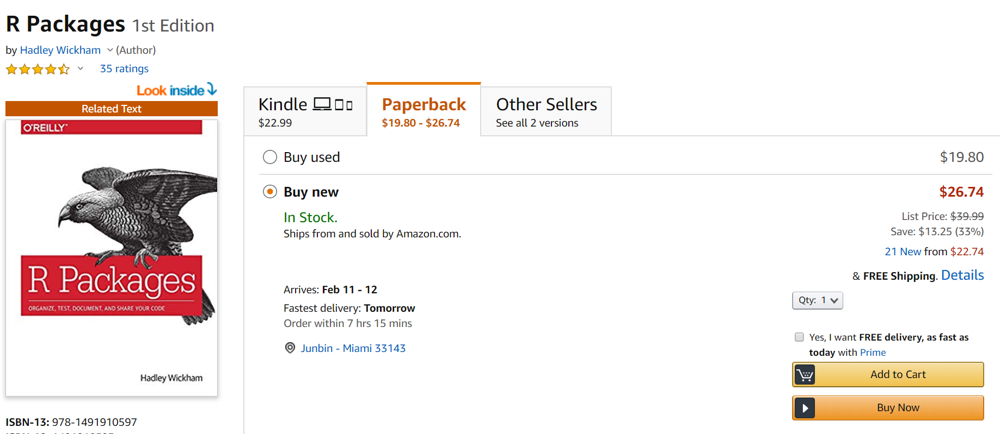 R Packages 1st Edition
by Hadley Wickham (Author)
35 ratings
Look inside
Related Text
O'REILLY®
R Packages
ORGANIZE, TEST, DOCUMENT, AND SHARE YOUR CODE
Hadley Wickham
ISBN-13: 978-1491910597
Kindle
$22.99
Paperback
$19.80 - $26.74
Other Sellers
See all 2 versions
Buy used $19.80
Buy new $26.74
In Stock.
Ships from and sold by Amazon.com.
List Price: $39.99
Save: $13.25 (33%)
21 New from $22.74
& FREE Shipping. Details
Arrives: Feb 11 - 12
Fastest delivery: Tomorrow
Order within 7 hrs 15 mins
Junbin - Miami 33143
Qty: 1
Yes, I want FREE delivery, as fast as
today with Prime
Add to Cart
Buy Now